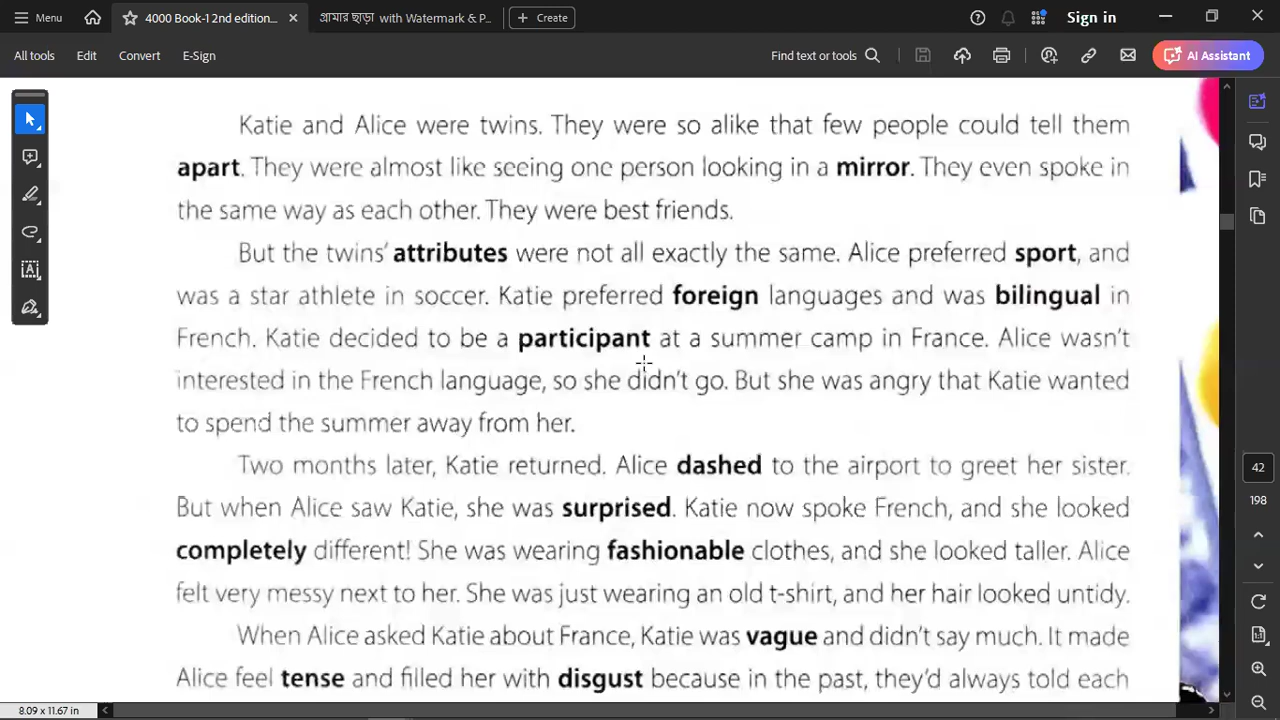 Menu
4000 Book-1 2nd edition...
গ্রামার ছাড়া with Watermark & P...
Create
Sign in
All tools
Edit
Convert
E-Sign
Find text or tools
AI Assistant
Katie and Alice were twins. They were so alike that few people could tell them
apart. They were almost like seeing one person looking in a mirror. They even spoke in
the same way as each other. They were best friends.
But the twins' attributes were not all exactly the same. Alice preferred sport, and
was a star athlete in soccer. Katie preferred foreign languages and was bilingual in
French. Katie decided to be a participant at a summer camp in France. Alice wasn't
interested in the French language, so she didn't go. But she was angry that Katie wanted
to spend the summer away from her.
Two months later, Katie returned. Alice dashed to the airport to greet her sister.
But when Alice saw Katie, she was surprised. Katie now spoke French, and she looked
completely different! She was wearing fashionable clothes, and she looked taller. Alice
felt very messy next to her. She was just wearing an old t-shirt, and her hair looked untidy.
When Alice asked Katie about France, Katie was vague and didn't say much. It made
Alice feel tense and filled her with disgust because in the past, they'd always told each
42
198
8.09 x 11.67 in